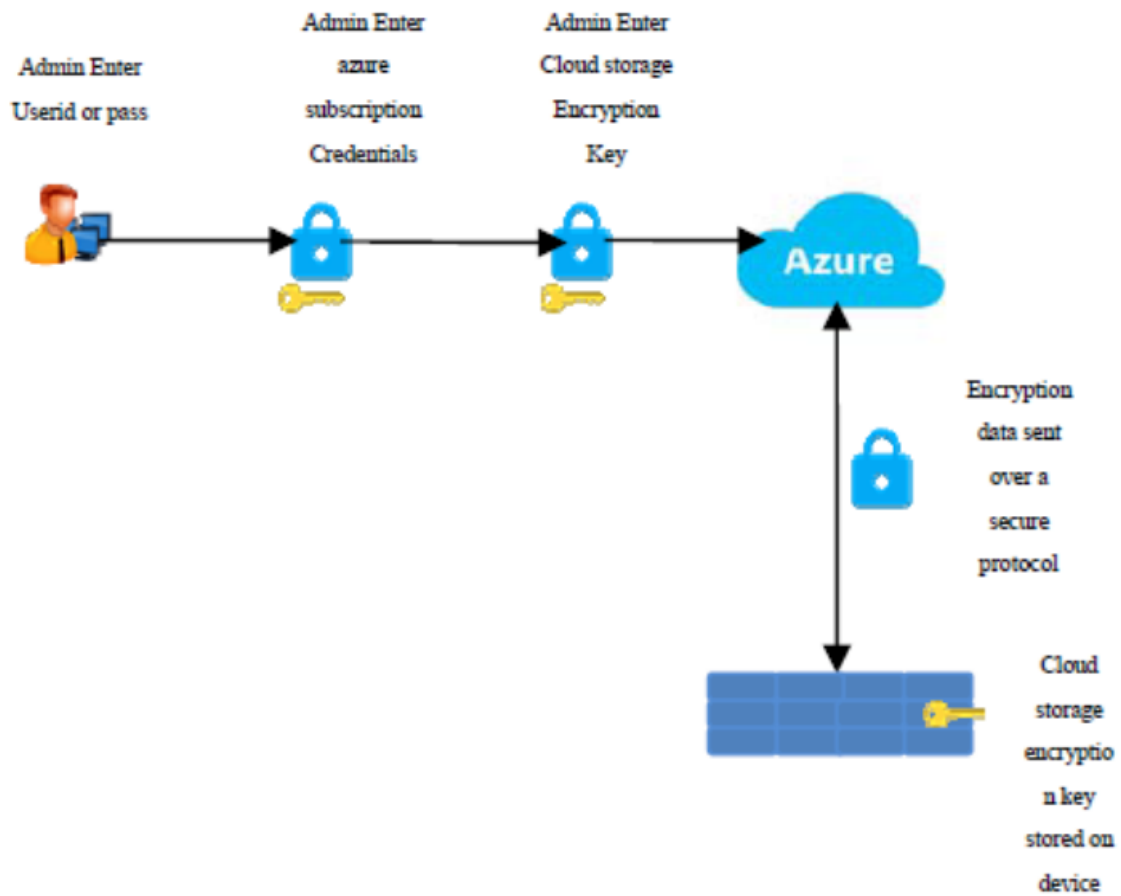 Admin Enter
Userid or pass
Admin Enter
azure
subscription
Credentials
Admin Enter
Cloud storage
Encryption
Key
Azure
Encryption
data sent
over a
secure
protocol
Cloud
storage
encryptio
n key
stored on
device